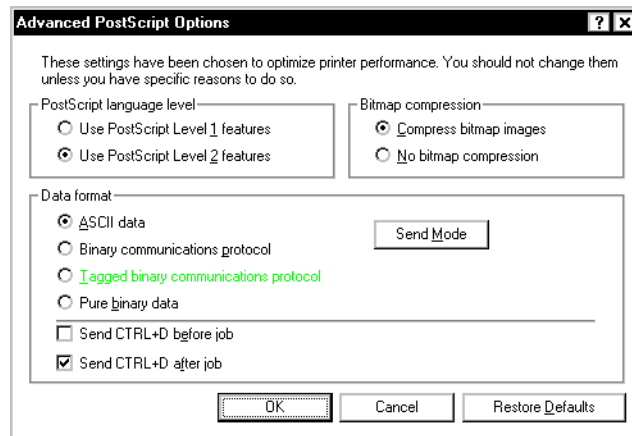 Advanced PostScript Options
These settings have been chosen to optimize printer performance. You should not change them
unless you have specific reasons to do so.
PostScript language level
Use PostScript Level 1 features
Use PostScript Level 2 features
Bitmap compression
Compress bitmap images
No bitmap compression
Data format
ASCII data
Binary communications protocol
Tagged binary communications protocol
Pure binary data
Send Mode
Send CTRL+D before job
Send CTRL+D after job
OK
Cancel
Restore Defaults